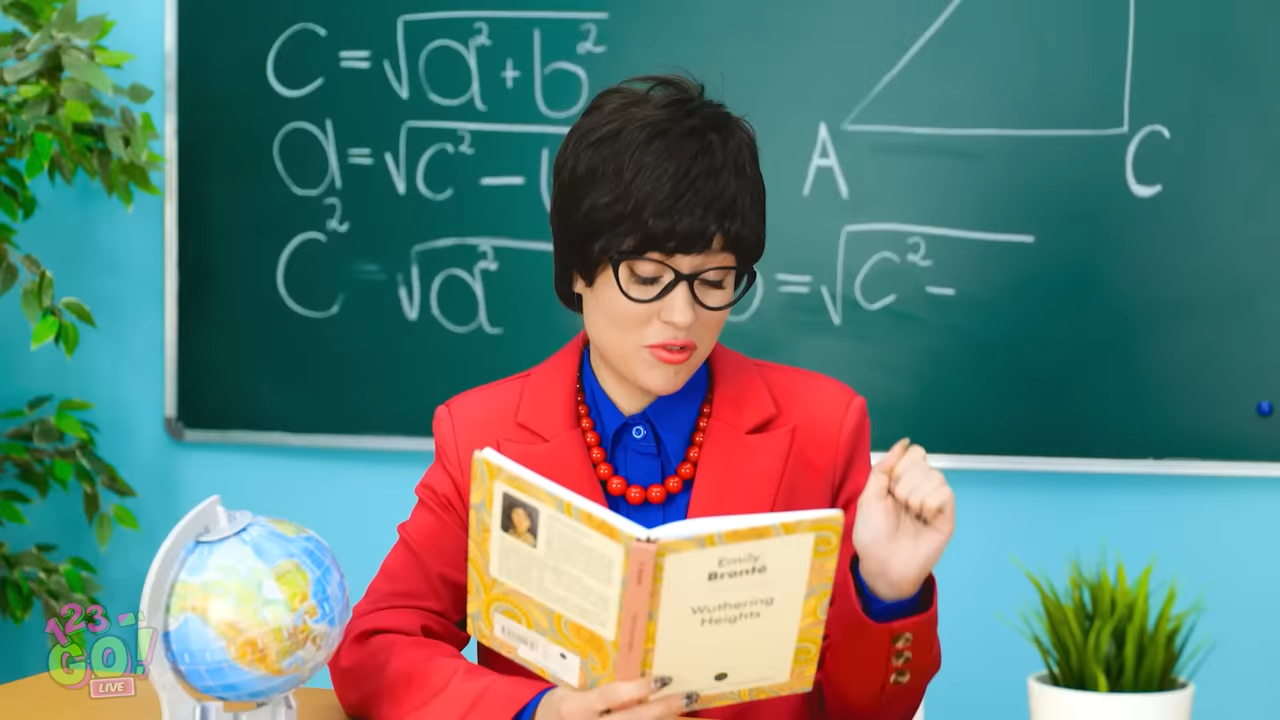 C = √a² + b²
a = √c² -
C² √a²
A
C
= √c² -
Emily
Brontë
Wuthering
Heights
123
GO!
LIVE